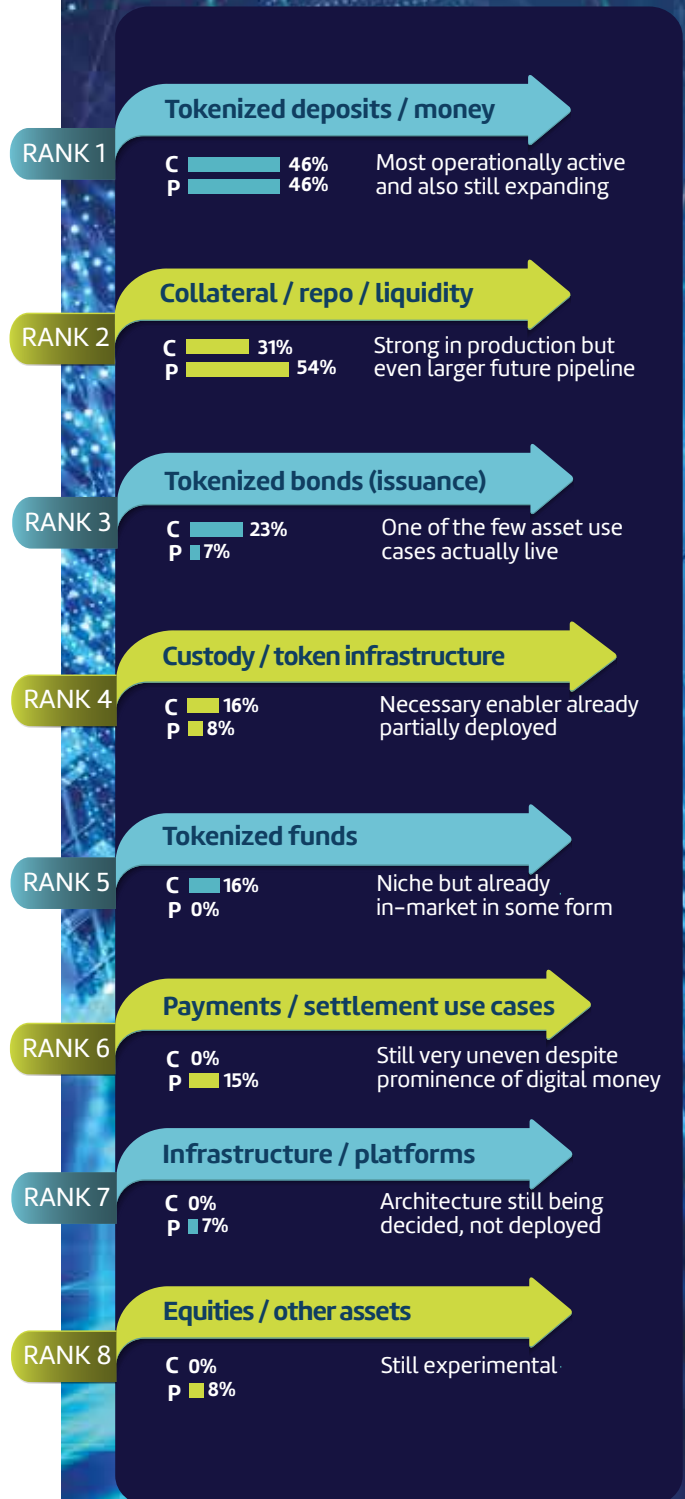 RANK 1
Tokenized deposits / money
C 46%
P 46%
Most operationally active
and also still expanding
RANK 2
Collateral / repo / liquidity
C 31%
P 54%
Strong in production but
even larger future pipeline
RANK 3
Tokenized bonds (issuance)
C 23%
P 7%
One of the few asset use
cases actually live
RANK 4
Custody / token infrastructure
C 16%
P 8%
Necessary enabler already
partially deployed
RANK 5
Tokenized funds
C 16%
P 0%
Niche but already
in-market in some form
RANK 6
Payments / settlement use cases
C 0%
P 15%
Still very uneven despite
prominence of digital money
RANK 7
Infrastructure / platforms
C 0%
P 7%
Architecture still being
decided, not deployed
RANK 8
Equities / other assets
C 0%
P 8%
Still experimental